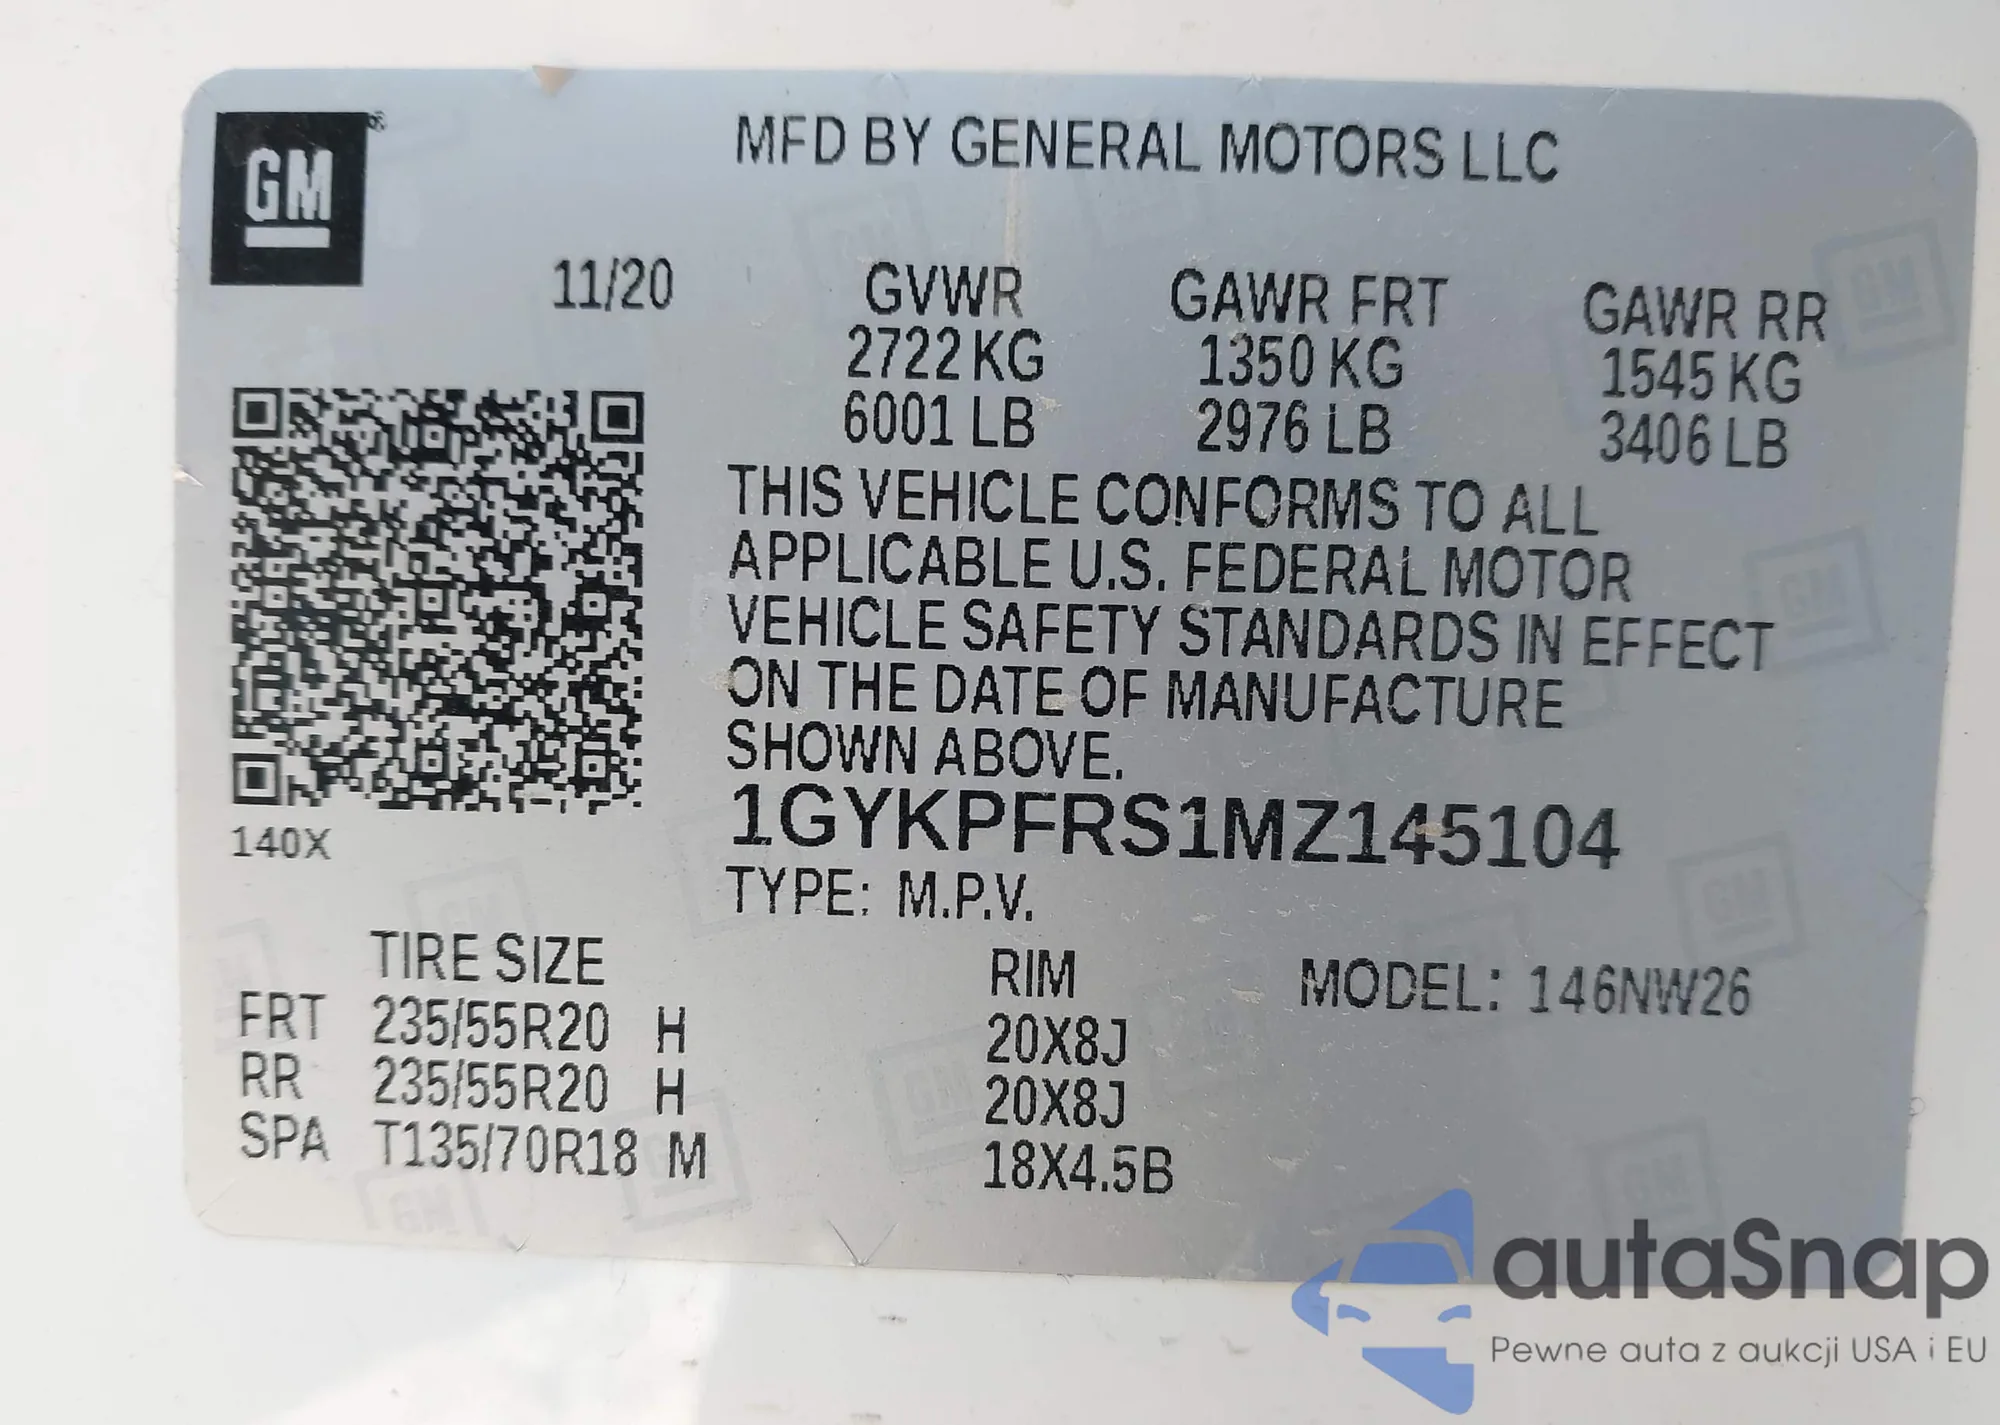 GM
MFD BY GENERAL MOTORS LLC
11/20 GVWR GAWR FRT GAWR RR
2722 KG 1350 KG 1545 KG
6001 LB 2976 LB 3406 LB
THIS VEHICLE CONFORMS TO ALL
APPLICABLE U.S. FEDERAL MOTOR
VEHICLE SAFETY STANDARDS IN EFFECT
ON THE DATE OF MANUFACTURE
SHOWN ABOVE.
1GYKPFRS1MZ145104
140X
TYPE: M.P.V.
TIRE SIZE RIM MODEL: 146NW26
FRT 235/55R20 H 20X8J
RR 235/55R20 H 20X8J
SPA T135/70R18 M 18X4.5B
autaSnap
Pewne auta z aukcji USA i EU